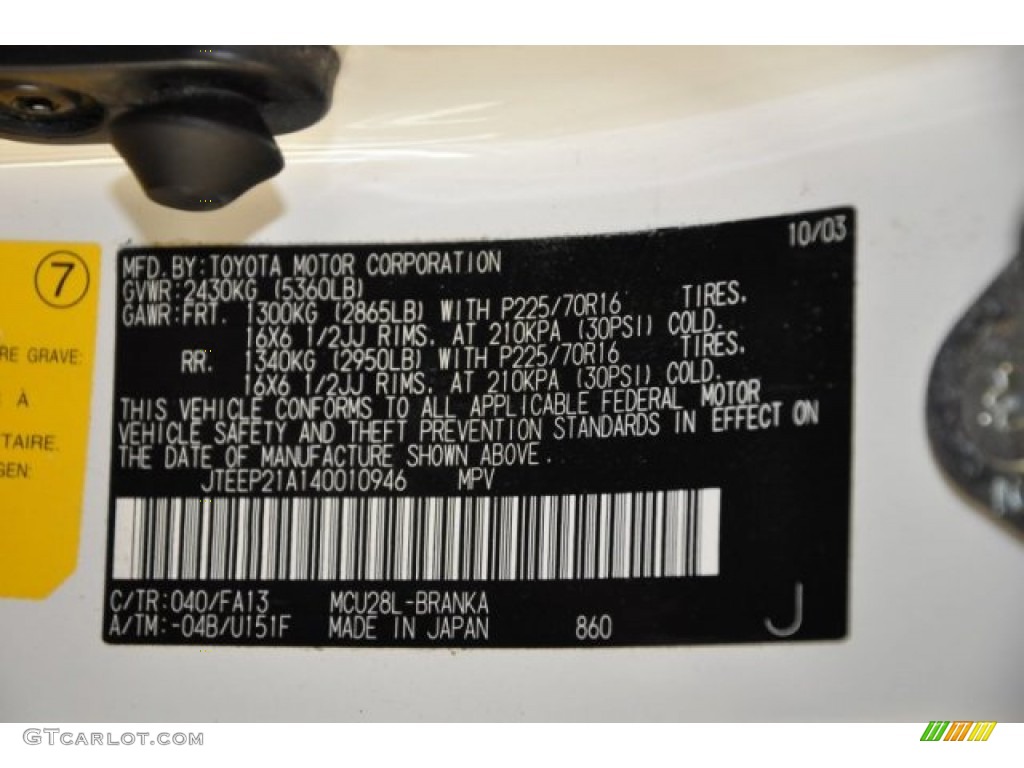 10/03
7
MFD. BY: TOYOTA MOTOR CORPORATION
GVWR: 2430KG (5360LB)
GAWR: FRT. 1300KG (2865LB) WITH P225/70R16 TIRES.
16X6 1/2JJ RIMS. AT 210KPA (30PSI) COLD.
RR. 1340KG (2950LB) WITH P225/70R16 TIRES.
16X6 1/2JJ RIMS. AT 210KPA (30PSI) COLD.
THIS VEHICLE CONFORMS TO ALL APPLICABLE FEDERAL MOTOR
VEHICLE SAFETY AND THEFT PREVENTION STANDARDS IN EFFECT ON
THE DATE OF MANUFACTURE SHOWN ABOVE.
JTEEP21A140010946 MPV
C/TR: 040/FA13 MCU28L-BRANKA
A/TM: -04B/U151F MADE IN JAPAN 860 J
RE GRAVE:
À
TAIRE.
GEN:
GTCARLOT.COM